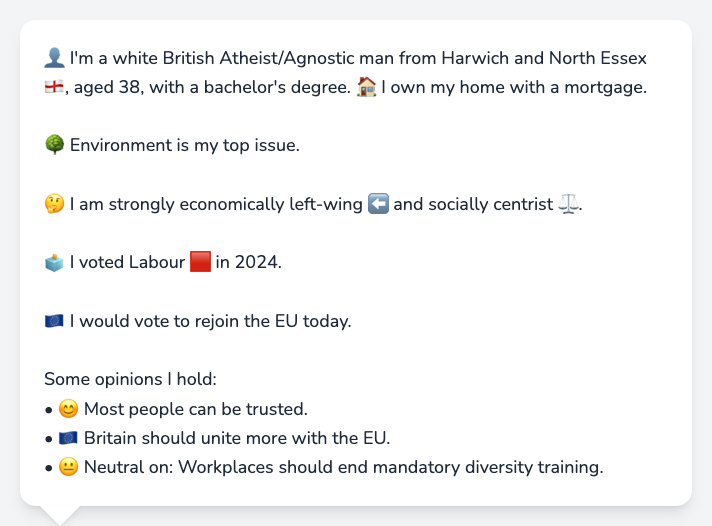 👤 I'm a white British Atheist/Agnostic man from Harwich and North Essex
🏴󠁧󠁢󠁥󠁮󠁧󠁿, aged 38, with a bachelor's degree. 🏠 I own my home with a mortgage.
🌳 Environment is my top issue.
🤔 I am strongly economically left-wing ⬅️ and socially centrist ⚖️.
🗳️ I voted Labour 🟥 in 2024.
🇪🇺 I would vote to rejoin the EU today.
Some opinions I hold:
• 😊 Most people can be trusted.
• 🇪🇺 Britain should unite more with the EU.
• 😐 Neutral on: Workplaces should end mandatory diversity training.